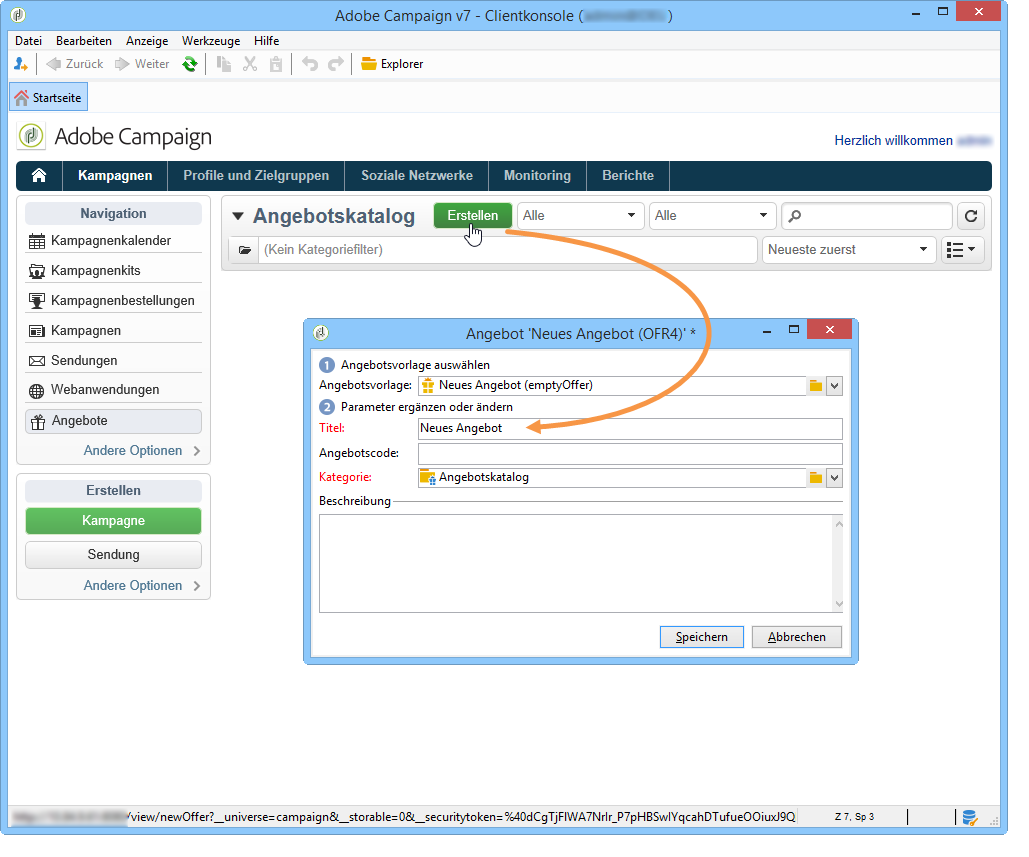 Adobe Campaign v7 - Clientkonsole ( )
Datei Bearbeiten Anzeige Werkzeuge Hilfe
Zurück Weiter Explorer
Startseite
Adobe Campaign
Herzlich willkommen
Kampagnen Profile und Zielgruppen Soziale Netzwerke Monitoring Berichte
Navigation
Kampagnenkalender
Kampagnenkits
Kampagnenbestellungen
Kampagnen
Sendungen
Webanwendungen
Angebote
Andere Optionen
Erstellen
Kampagne
Sendung
Andere Optionen
Angebotskatalog Erstellen Alle Alle
(Kein Kategoriefilter) Neueste zuerst
Angebot 'Neues Angebot (OFR4)' *
1 Angebotsvorlage auswählen
Angebotsvorlage: Neues Angebot (emptyOffer)
2 Parameter ergänzen oder ändern
Titel: Neues Angebot
Angebotscode:
Kategorie: Angebotskatalog
Beschreibung
Speichern Abbrechen
/view/newOffer?__universe=campaign&__storable=0&__securitytoken=%40dCgTjFIWA7NrIr_P7pHBSwIYqcahDTufueOOiuxJ9Q Z 7, Sp 3